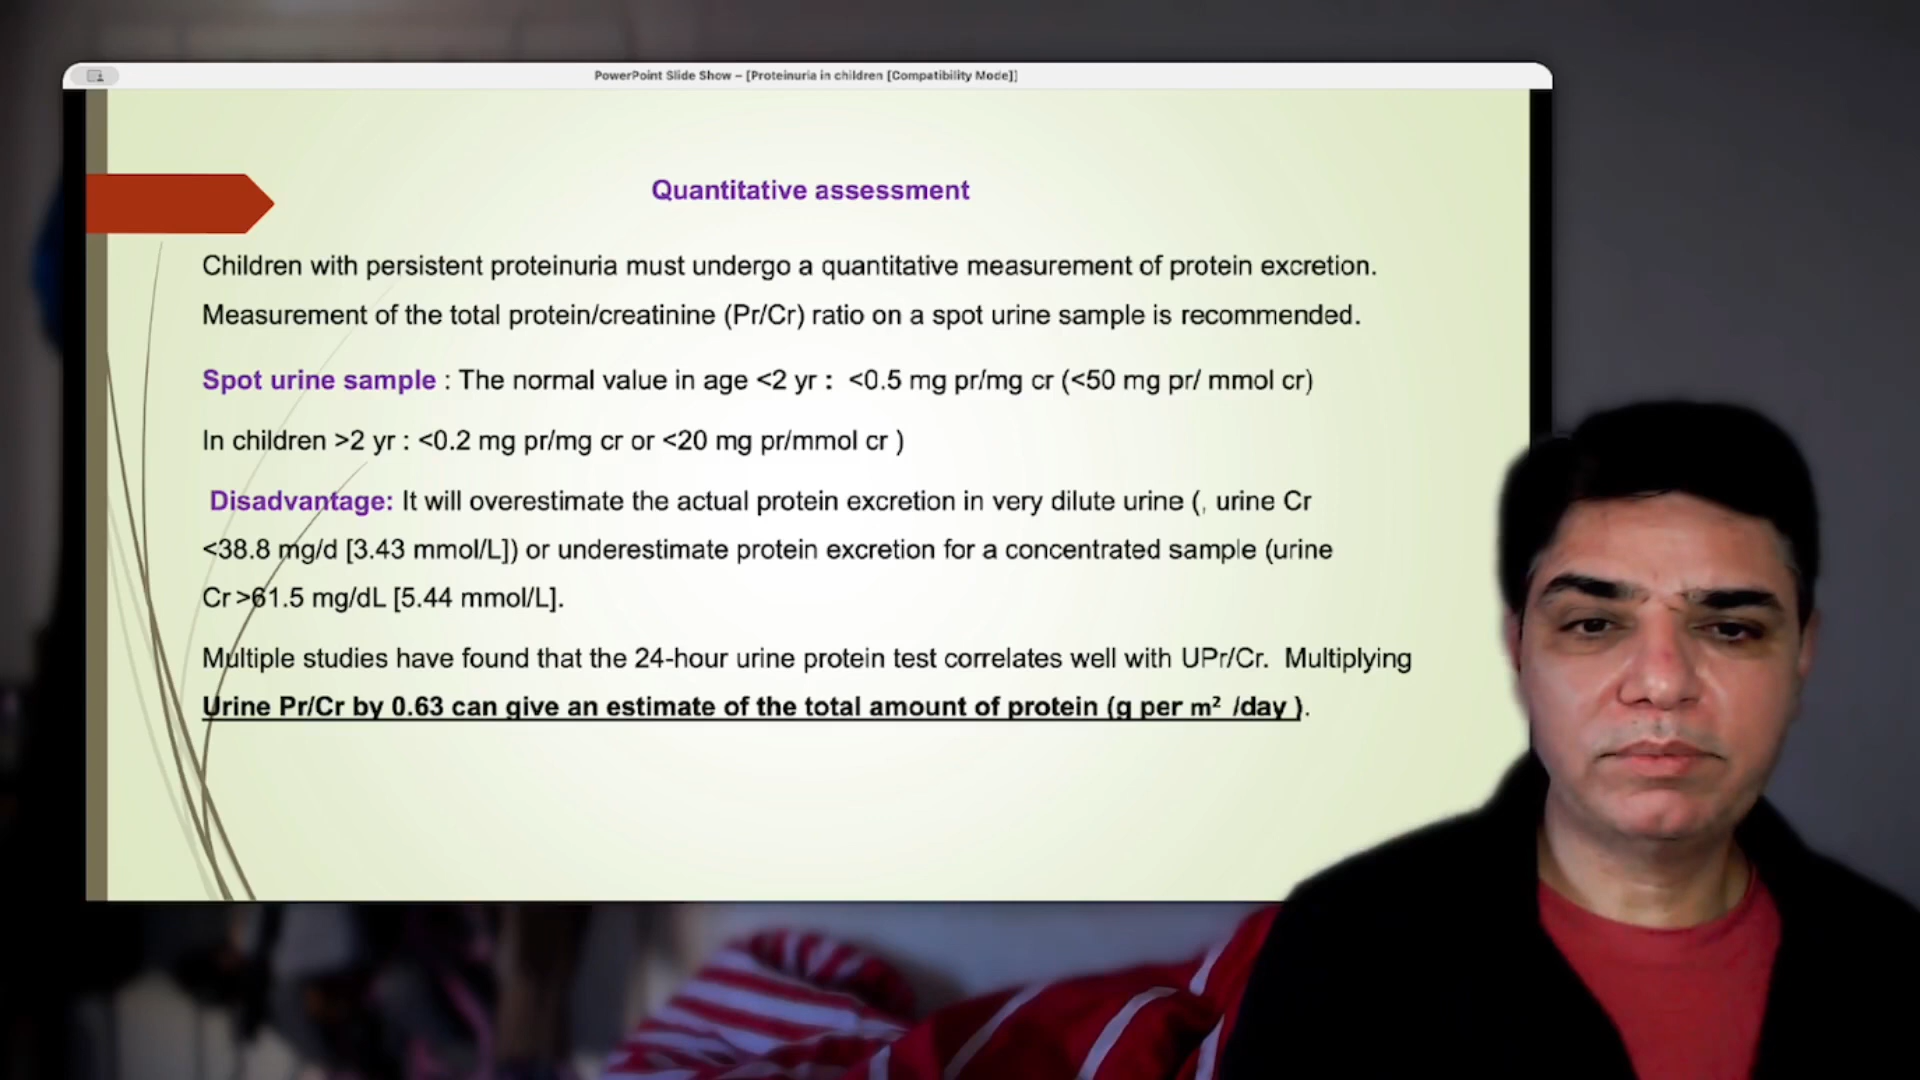 PowerPoint Slide Show – [Proteinuria in children [Compatibility Mode]]
Quantitative assessment
Children with persistent proteinuria must undergo a quantitative measurement of protein excretion.
Measurement of the total protein/creatinine (Pr/Cr) ratio on a spot urine sample is recommended.
Spot urine sample : The normal value in age <2 yr : <0.5 mg pr/mg cr (<50 mg pr/ mmol cr)
In children >2 yr : <0.2 mg pr/mg cr or <20 mg pr/mmol cr )
Disadvantage: It will overestimate the actual protein excretion in very dilute urine (, urine Cr
<38.8 mg/d [3.43 mmol/L]) or underestimate protein excretion for a concentrated sample (urine
Cr >61.5 mg/dL [5.44 mmol/L].
Multiple studies have found that the 24-hour urine protein test correlates well with UPr/Cr. Multiplying
Urine Pr/Cr by 0.63 can give an estimate of the total amount of protein (g per m² /day ).